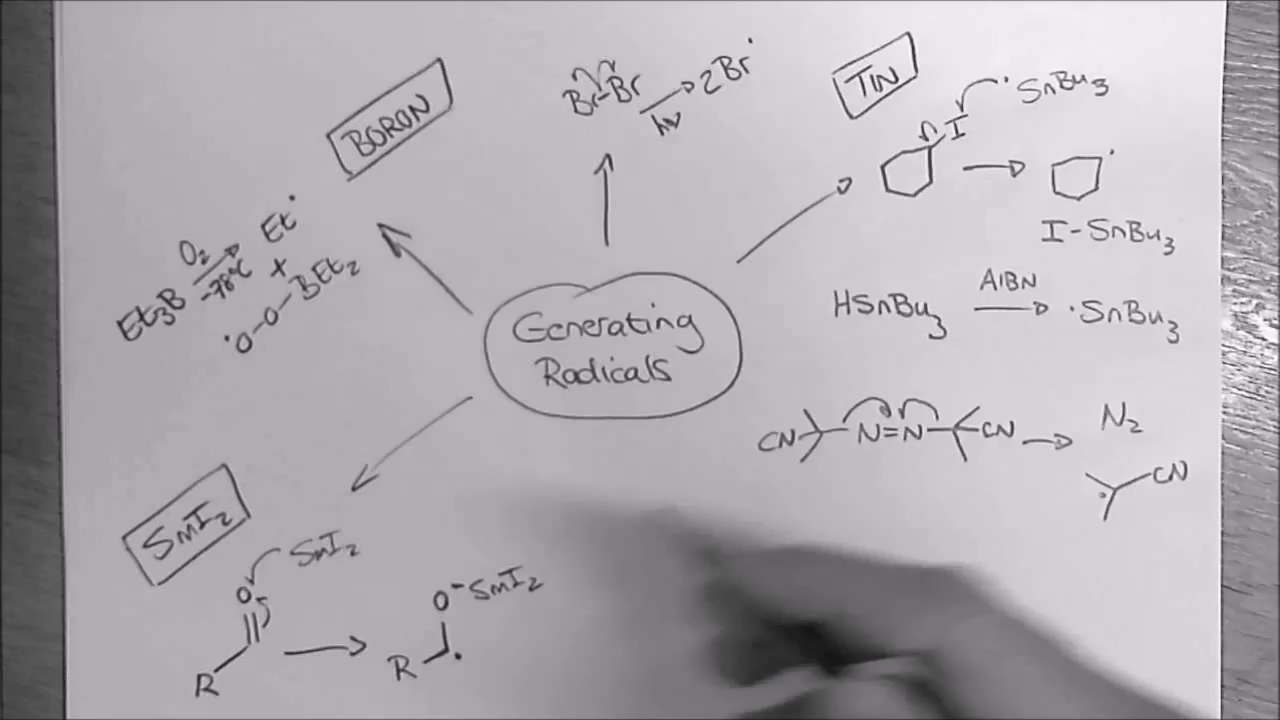 Generating
Radicals
BORON
Et₃B
O₂
-78°C
Et•
+
•O-O-BEt₂
Br-Br
hν
2Br•
TIN
I
•SnBu₃
I-SnBu₃
HSnBu₃
AIBN
•SnBu₃
CN
N=N
CN
N₂
CN
SmI₂
SmI₂
O
R
O⁻SmI₂
R